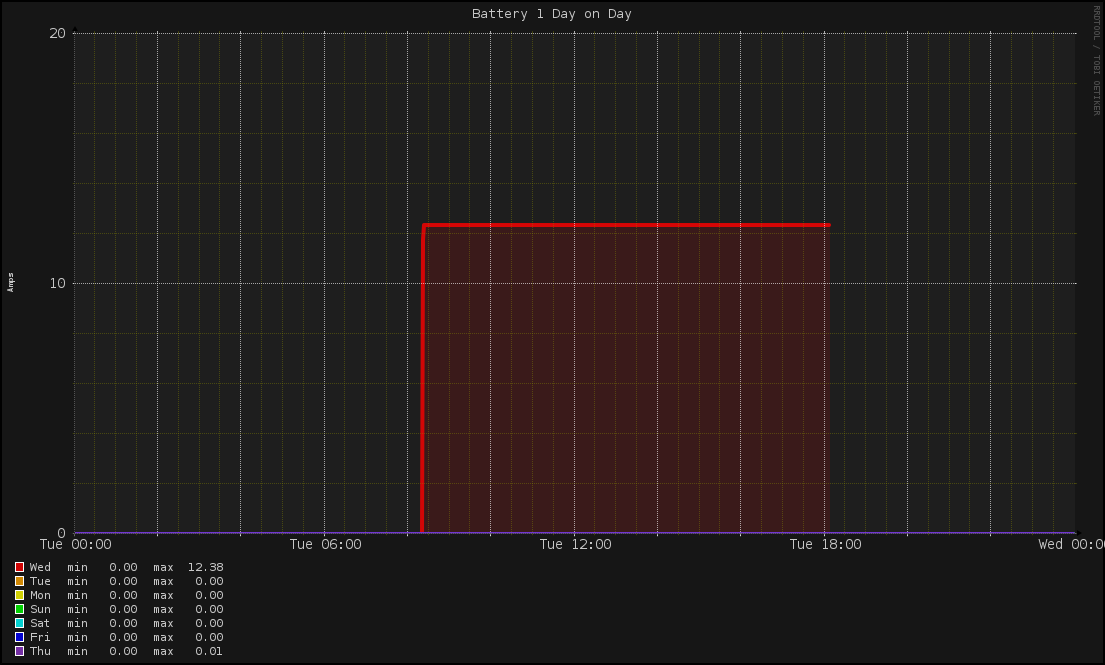 Battery 1 Day on Day
RRDTOOL / TOBI OETIKER
20
10
0
Amps
Tue 00:00 Tue 06:00 Tue 12:00 Tue 18:00 Wed 00:00
Wed min 0.00 max 12.38
Tue min 0.00 max 0.00
Mon min 0.00 max 0.00
Sun min 0.00 max 0.00
Sat min 0.00 max 0.00
Fri min 0.00 max 0.00
Thu min 0.00 max 0.01